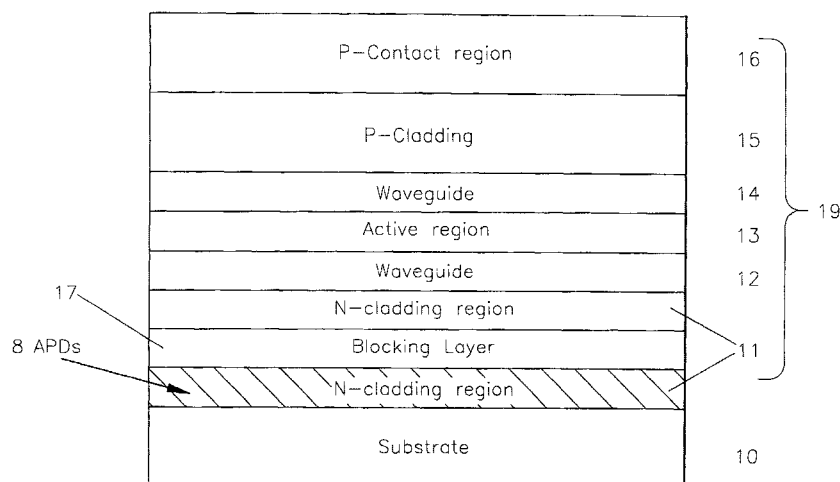 P-Contact region
16
P-Cladding
15
Waveguide
14
19
Active region
13
Waveguide
12
17
N-cladding region
8 APDs
Blocking Layer
11
N-cladding region
Substrate
10